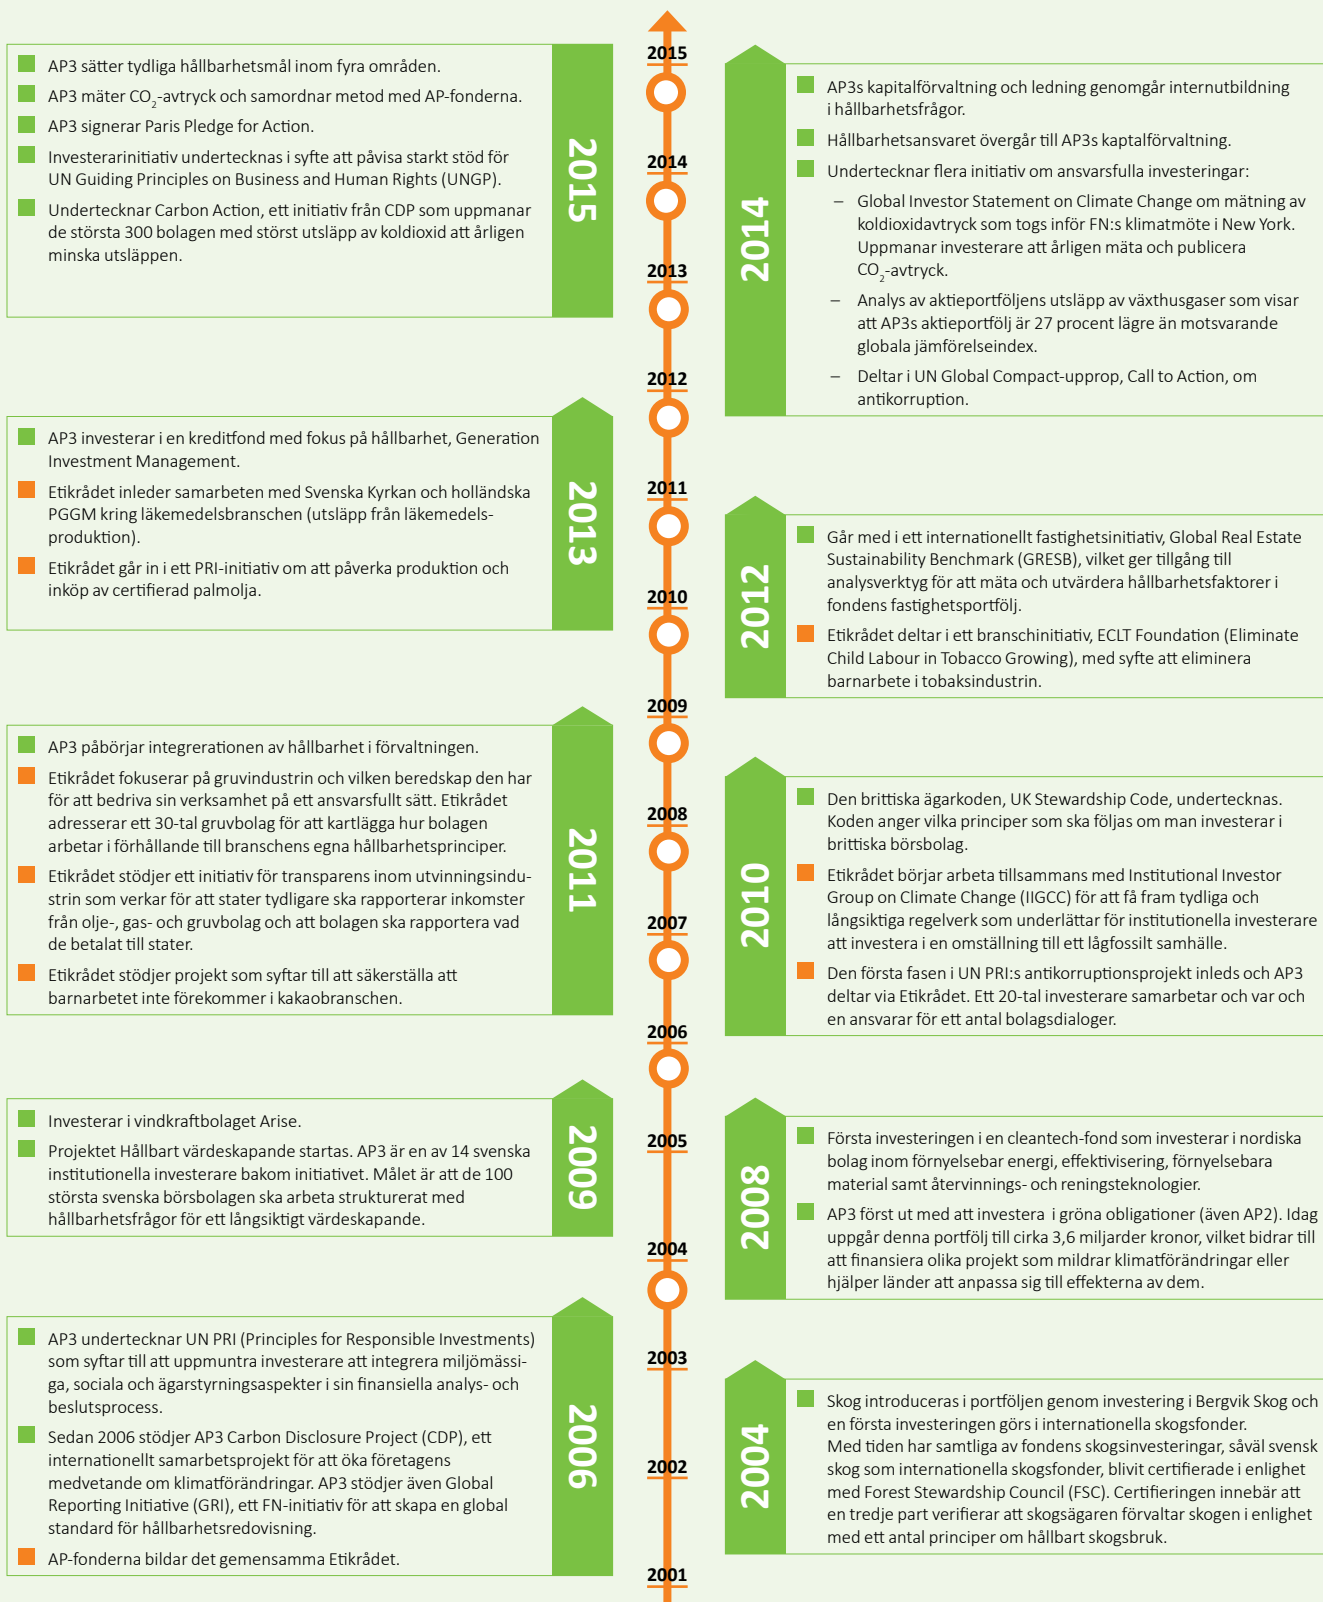 2015
AP3 sätter tydliga hållbarhetsmål inom fyra områden.
AP3 mäter CO2-avtryck och samordnar metod med AP-fonderna.
AP3 signerar Paris Pledge for Action.
Investerarinitiativ undertecknas i syfte att påvisa starkt stöd för
UN Guiding Principles on Business and Human Rights (UNGP).
Undertecknar Carbon Action, ett initiativ från CDP som uppmanar
de största 300 bolagen med störst utsläpp av koldioxid att årligen
minska utsläppen.
2013
AP3 investerar i en kreditfond med fokus på hållbarhet, Generation
Investment Management.
Etikrådet inleder samarbeten med Svenska Kyrkan och holländska
PGGM kring läkemedelsbranschen (utsläpp från läkemedels-
produktion).
Etikrådet går in i ett PRI-initiativ om att påverka produktion och
inköp av certifierad palmolja.
2011
AP3 påbörjar integrerationen av hållbarhet i förvaltningen.
Etikrådet fokuserar på gruvindustrin och vilken beredskap den har
för att bedriva sin verksamhet på ett ansvarsfullt sätt. Etikrådet
adresserar ett 30-tal gruvbolag för att kartlägga hur bolagen
arbetar i förhållande till branschens egna hållbarhetsprinciper.
Etikrådet stödjer ett initiativ för transparens inom utvinningsindu-
strin som verkar för att stater tydligare ska rapporterar inkomster
från olje-, gas- och gruvbolag och att bolagen ska rapportera vad
de betalat till stater.
Etikrådet stödjer projekt som syftar till att säkerställa att
barnarbetet inte förekommer i kakaobranschen.
2009
Investerar i vindkraftbolaget Arise.
Projektet Hållbart värdeskapande startas. AP3 är en av 14 svenska
institutionella investerare bakom initiativet. Målet är att de 100
största svenska börsbolagen ska arbeta strukturerat med
hållbarhetsfrågor för ett långsiktigt värdeskapande.
2006
AP3 undertecknar UN PRI (Principles for Responsible Investments)
som syftar till att uppmuntra investerare att integrera miljömässi-
ga, sociala och ägarstyrningsaspekter i sin finansiella analys- och
beslutsprocess.
Sedan 2006 stödjer AP3 Carbon Disclosure Project (CDP), ett
internationellt samarbetsprojekt för att öka företagens
medvetande om klimatförändringar. AP3 stödjer även Global
Reporting Initiative (GRI), ett FN-initiativ för att skapa en global
standard för hållbarhetsredovisning.
AP-fonderna bildar det gemensamma Etikrådet.
2015
2014
2013
2012
2011
2010
2009
2008
2007
2006
2005
2004
2003
2002
2001
2014
AP3s kapitalförvaltning och ledning genomgår internutbildning
i hållbarhetsfrågor.
Hållbarhetsansvaret övergår till AP3s kaptalförvaltning.
Undertecknar flera initiativ om ansvarsfulla investeringar:
– Global Investor Statement on Climate Change om mätning av
koldioxidavtryck som togs inför FN:s klimatmöte i New York.
Uppmanar investerare att årligen mäta och publicera
CO2-avtryck.
– Analys av aktieportföljens utsläpp av växthusgaser som visar
att AP3s aktieportfölj är 27 procent lägre än motsvarande
globala jämförelseindex.
– Deltar i UN Global Compact-upprop, Call to Action, om
antikorruption.
2012
Går med i ett internationellt fastighetsinitiativ, Global Real Estate
Sustainability Benchmark (GRESB), vilket ger tillgång till
analysverktyg för att mäta och utvärdera hållbarhetsfaktorer i
fondens fastighetsportfölj.
Etikrådet deltar i ett branschinitiativ, ECLT Foundation (Eliminate
Child Labour in Tobacco Growing), med syfte att eliminera
barnarbete i tobaksindustrin.
2010
Den brittiska ägarkoden, UK Stewardship Code, undertecknas.
Koden anger vilka principer som ska följas om man investerar i
brittiska börsbolag.
Etikrådet börjar arbeta tillsammans med Institutional Investor
Group on Climate Change (IIGCC) för att få fram tydliga och
långsiktiga regelverk som underlättar för institutionella investerare
att investera i en omställning till ett lågfossilt samhälle.
Den första fasen i UN PRI:s antikorruptionsprojekt inleds och AP3
deltar via Etikrådet. Ett 20-tal investerare samarbetar och var och
en ansvarar för ett antal bolagsdialoger.
2008
Första investeringen i en cleantech-fond som investerar i nordiska
bolag inom förnyelsebar energi, effektivisering, förnyelsebara
material samt återvinnings- och reningsteknologier.
AP3 först ut med att investera i gröna obligationer (även AP2). Idag
uppgår denna portfölj till cirka 3,6 miljarder kronor, vilket bidrar till
att finansiera olika projekt som mildrar klimatförändringar eller
hjälper länder att anpassa sig till effekterna av dem.
2004
Skog introduceras i portföljen genom investering i Bergvik Skog och
en första investeringen görs i internationella skogsfonder.
Med tiden har samtliga av fondens skogsinvesteringar, såväl svensk
skog som internationella skogsfonder, blivit certifierade i enlighet
med Forest Stewardship Council (FSC). Certifieringen innebär att
en tredje part verifierar att skogsägaren förvaltar skogen i enlighet
med ett antal principer om hållbart skogsbruk.